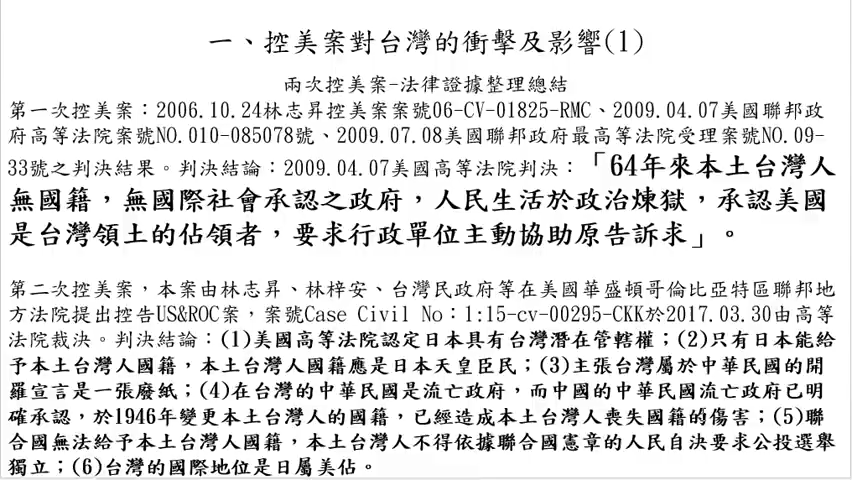 一、控美案對台灣的衝擊及影響(1)
兩次控美案-法律證據整理總結
第一次控美案：2006.10.24林志昇控美案案號06-CV-01825-RMC、2009.04.07美國聯邦政
府高等法院案號NO.010-085078號、2009.07.08美國聯邦政府最高等法院受理案號NO.09-
33號之判決結果。判決結論：2009.04.07美國高等法院判決：「64年來本土台灣人
無國籍，無國際社會承認之政府，人民生活於政治煉獄，承認美國
是台灣領土的佔領者，要求行政單位主動協助原告訴求」。
第二次控美案，本案由林志昇、林梓安、台灣民政府等在美國華盛頓哥倫比亞特區聯邦地
方法院提出控告US&ROC案，案號Case Civil No：1:15-cv-00295-CKK於2017.03.30由高等
法院裁決。判決結論：(1)美國高等法院認定日本具有台灣潛在管轄權；(2)只有日本能給
予本土台灣人國籍，本土台灣人國籍應是日本天皇臣民；(3)主張台灣屬於中華民國的開
羅宣言是一張廢紙；(4)在台灣的中華民國是流亡政府，而中國的中華民國流亡政府已明
確承認，於1946年變更本土台灣人的國籍，已經造成本土台灣人喪失國籍的傷害；(5)聯
合國無法給予本土台灣人國籍，本土台灣人不得依據聯合國憲章的人民自決要求公投選舉
獨立；(6)台灣的國際地位是日屬美佔。